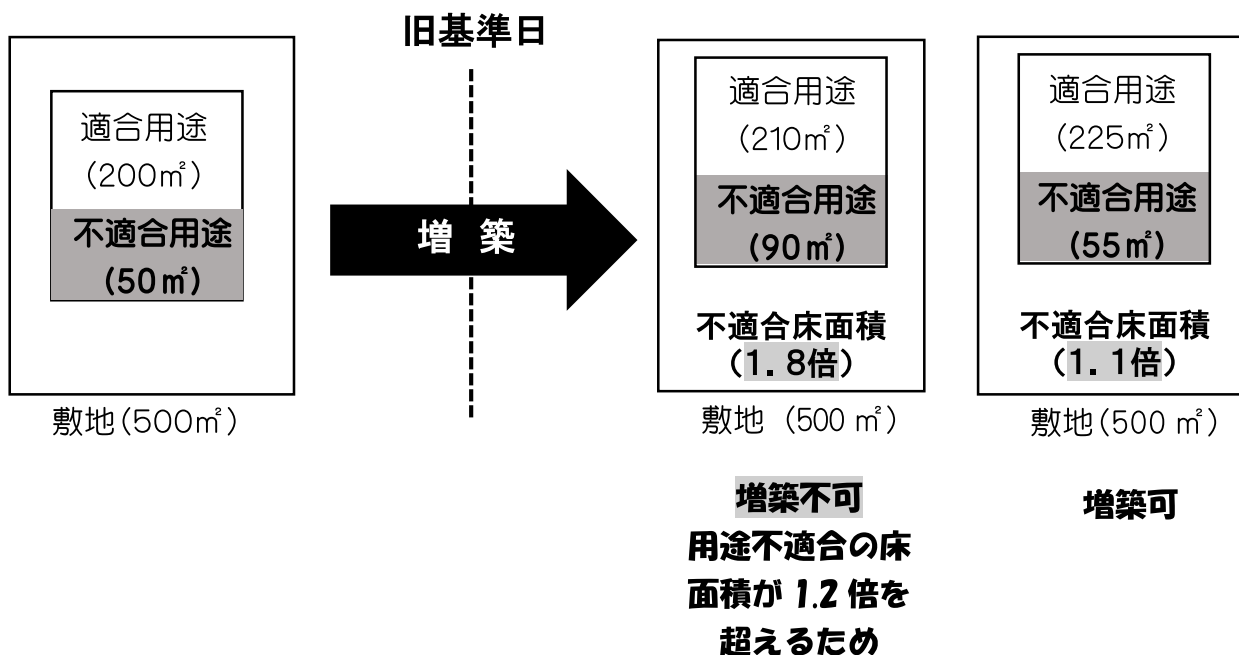 旧基準日
適合用途
(200㎡)
不適合用途
(50㎡)
敷地(500㎡)
増 築
適合用途
(210㎡)
不適合用途
(90㎡)
不適合床面積
(1.8倍)
敷地 (500 ㎡)
増築不可
用途不適合の床
面積が 1.2 倍を
超えるため
適合用途
(225㎡)
不適合用途
(55㎡)
不適合床面積
(1.1倍)
敷地(500 ㎡)
増築可